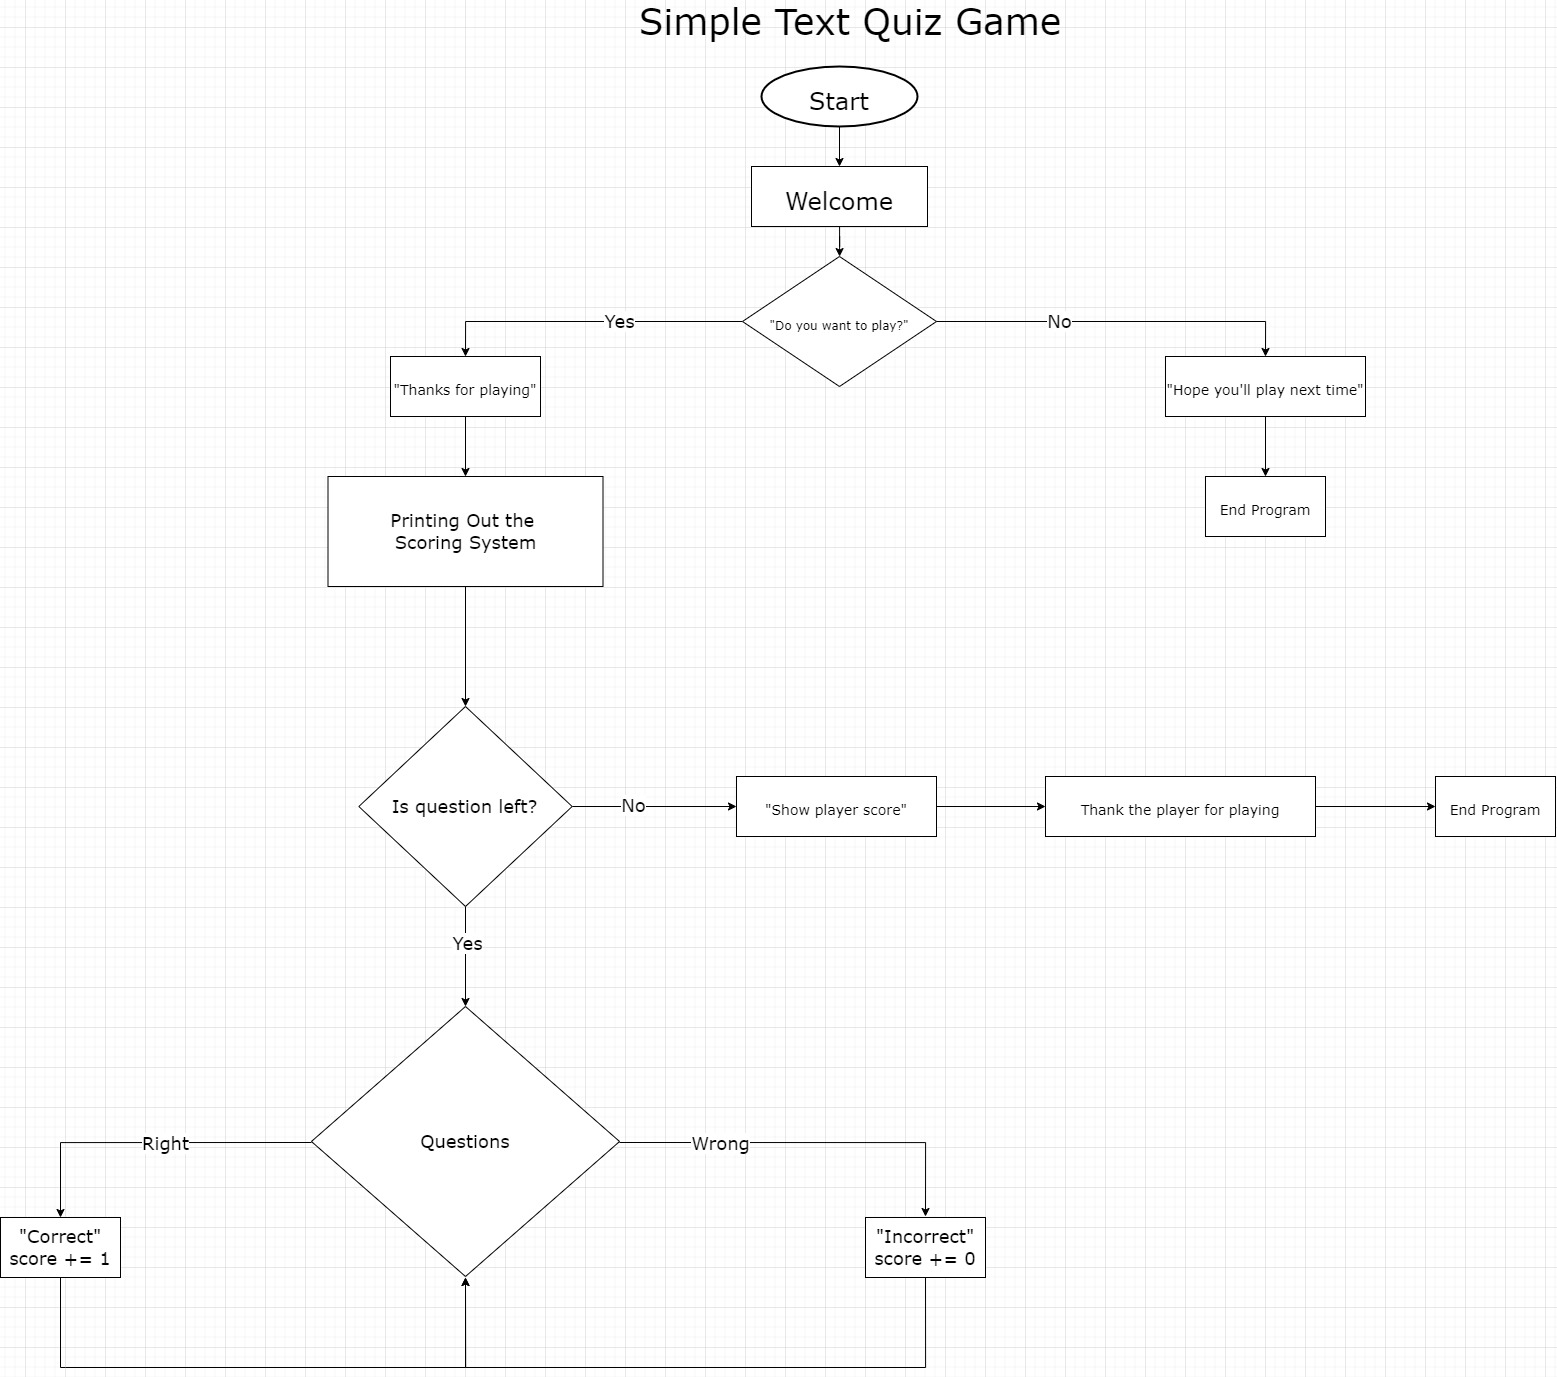 Simple Text Quiz Game
Start
Welcome
"Do you want to play?"
Yes
No
"Thanks for playing"
"Hope you'll play next time"
Printing Out the
Scoring System
End Program
Is question left?
No
"Show player score"
Thank the player for playing
End Program
Yes
Questions
Right
Wrong
"Correct"
score += 1
"Incorrect"
score += 0